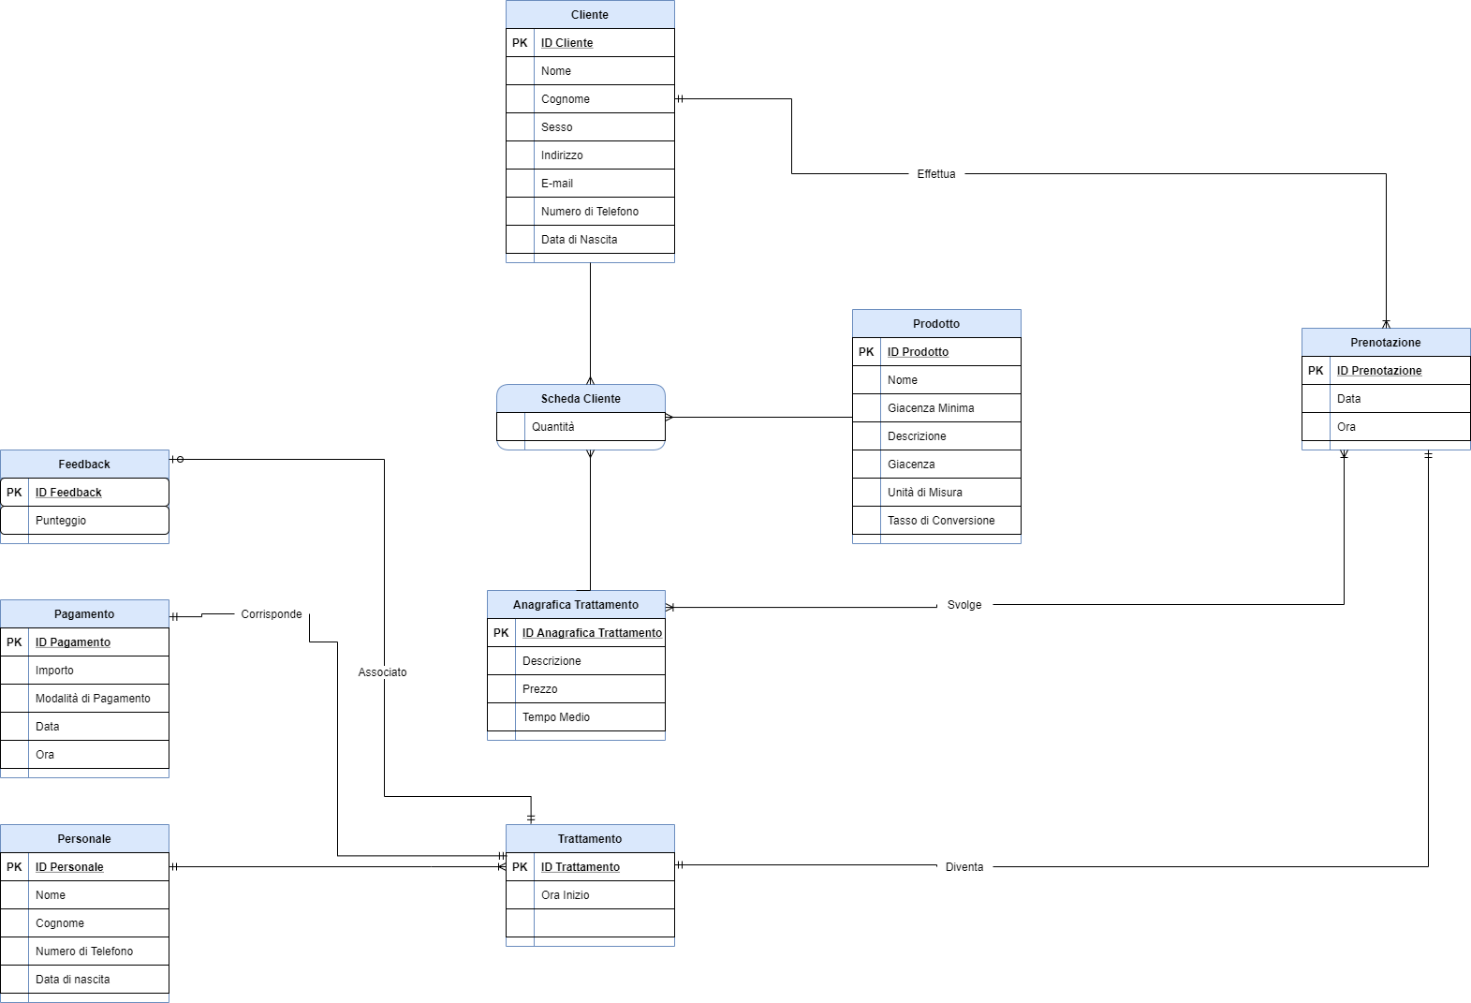 Cliente
PK ID Cliente
Nome
Cognome
Sesso
Indirizzo
E-mail
Numero di Telefono
Data di Nascita
Effettua
Prodotto
PK ID Prodotto
Nome
Giacenza Minima
Descrizione
Giacenza
Unità di Misura
Tasso di Conversione
Prenotazione
PK ID Prenotazione
Data
Ora
Scheda Cliente
Quantità
Feedback
PK ID Feedback
Punteggio
Pagamento
PK ID Pagamento
Importo
Modalità di Pagamento
Data
Ora
Corrisponde
Associato
Anagrafica Trattamento
PK ID Anagrafica Trattamento
Descrizione
Prezzo
Tempo Medio
Svolge
Personale
PK ID Personale
Nome
Cognome
Numero di Telefono
Data di nascita
Trattamento
PK ID Trattamento
Ora Inizio
Diventa